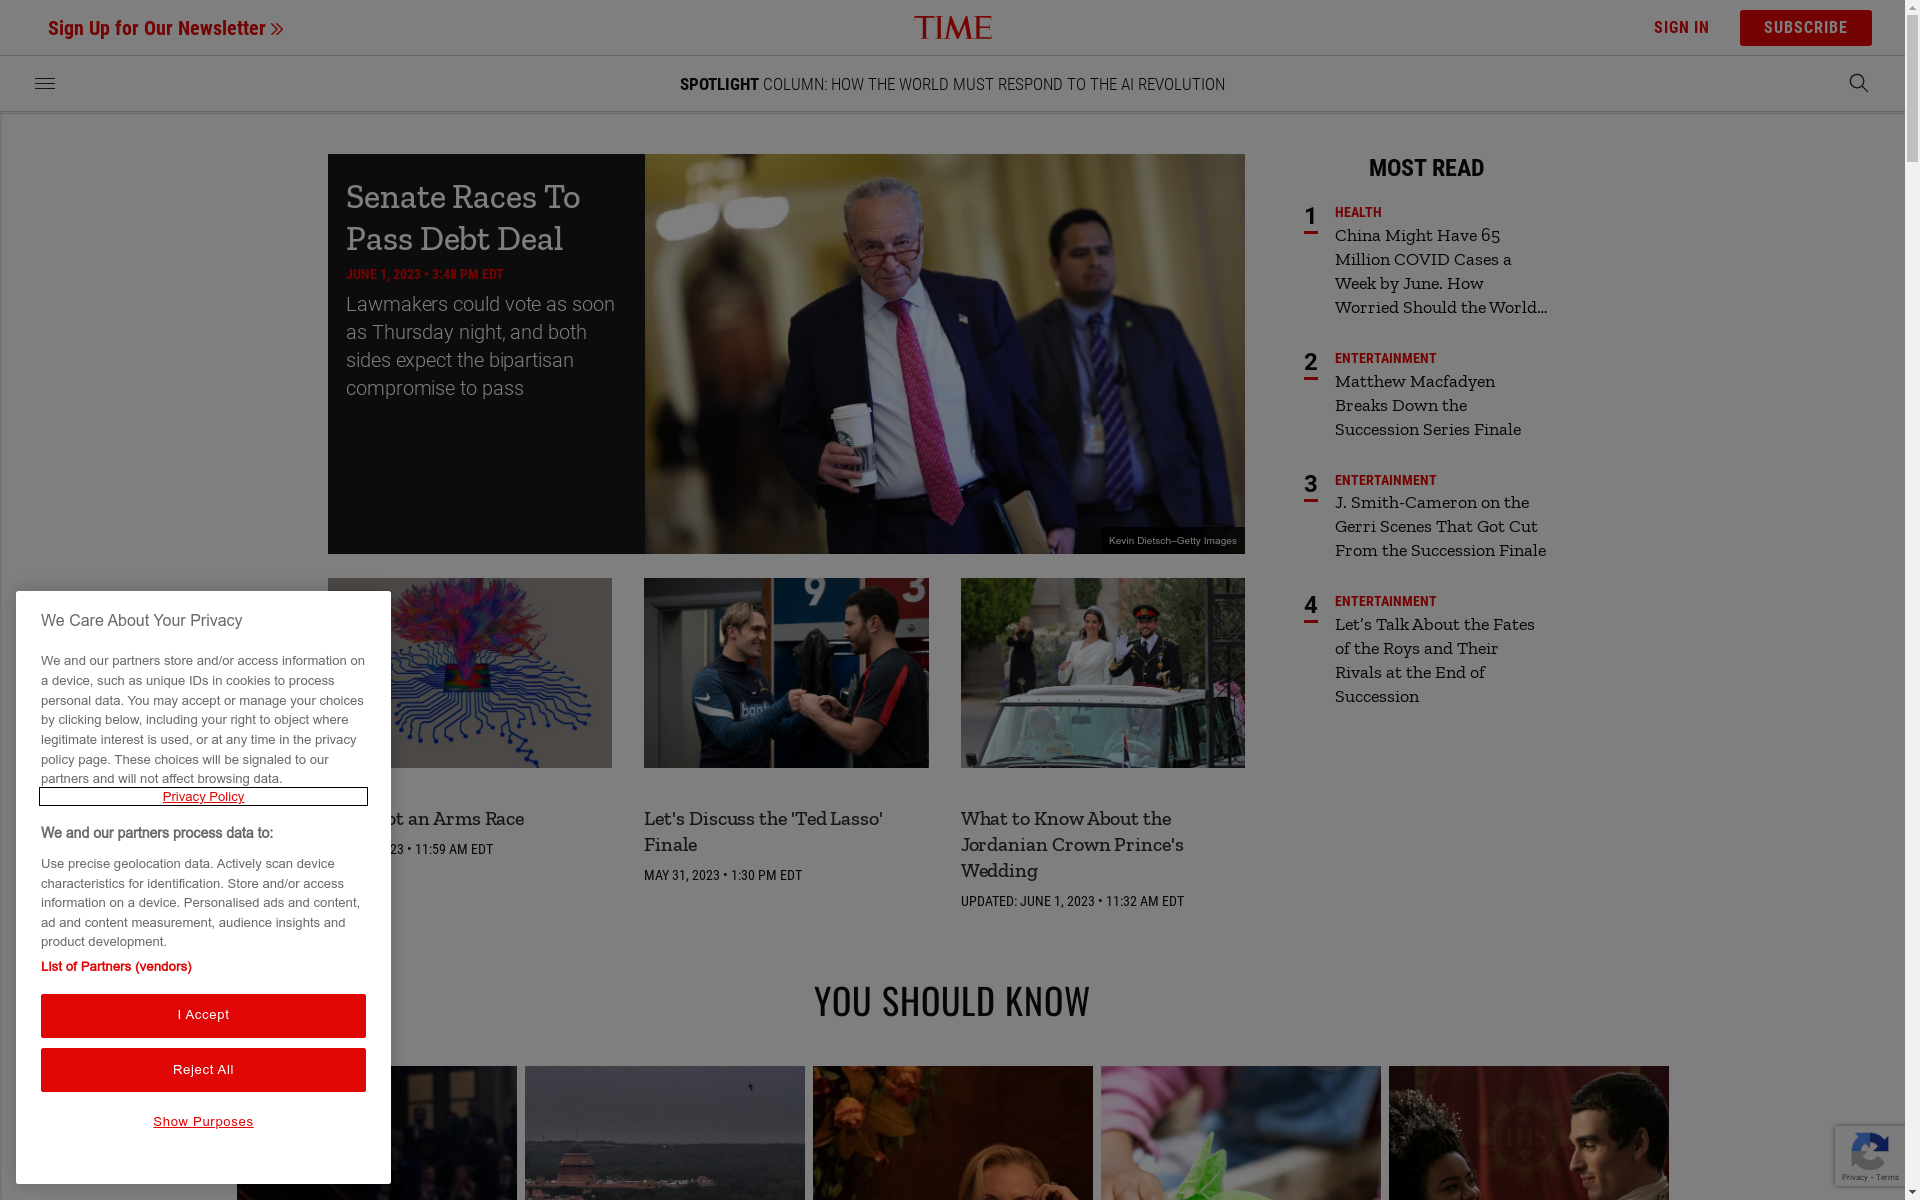 Sign Up for Our Newsletter
TIME
SIGN IN
SUBSCRIBE
SPOTLIGHT COLUMN: HOW THE WORLD MUST RESPOND TO THE AI REVOLUTION
Senate Races To
Pass Debt Deal
JUNE 1, 2023 • 3:48 PM EDT
Lawmakers could vote as soon
as Thursday night, and both
sides expect the bipartisan
compromise to pass
Kevin Dietsch—Getty Images
MOST READ
1
HEALTH
China Might Have 65
Million COVID Cases a
Week by June. How
Worried Should the World...
2
ENTERTAINMENT
Matthew Macfadyen
Breaks Down the
Succession Series Finale
3
ENTERTAINMENT
J. Smith-Cameron on the
Gerri Scenes That Got Cut
From the Succession Finale
4
ENTERTAINMENT
Let’s Talk About the Fates
of the Roys and Their
Rivals at the End of
Succession
9
3
an Arms Race
23 • 11:59 AM EDT
Let's Discuss the 'Ted Lasso'
Finale
MAY 31, 2023 • 1:30 PM EDT
What to Know About the
Jordanian Crown Prince's
Wedding
UPDATED: JUNE 1, 2023 • 11:32 AM EDT
YOU SHOULD KNOW
We Care About Your Privacy
We and our partners store and/or access information on
a device, such as unique IDs in cookies to process
personal data. You may accept or manage your choices
by clicking below, including your right to object where
legitimate interest is used, or at any time in the privacy
policy page. These choices will be signaled to our
partners and will not affect browsing data.
Privacy Policy
We and our partners process data to:
Use precise geolocation data. Actively scan device
characteristics for identification. Store and/or access
information on a device. Personalised ads and content,
ad and content measurement, audience insights and
product development.
List of Partners (vendors)
I Accept
Reject All
Show Purposes
Privacy - Terms